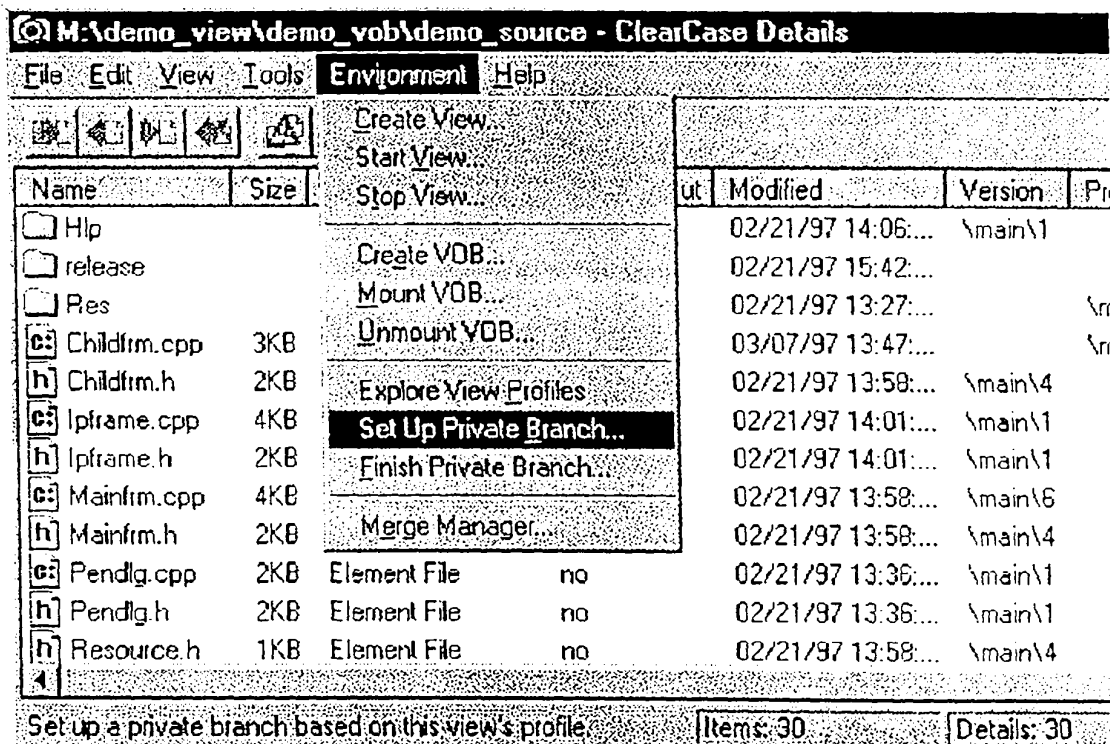 M:\demo_view\demo_vob\demo_source - ClearCase Details
File Edit View Tools Environment Help
Create View...
Start View...
Stop View...
Create VOB...
Mount VOB...
Unmount VOB...
Explore View Profiles
Set Up Private Branch...
Finish Private Branch...
Merge Manager...
Name Size ut Modified Version Pr
Hlp 02/21/97 14:06:... \main\1
release 02/21/97 15:42:...
Res 02/21/97 13:27:...
Childfrm.cpp 3KB 03/07/97 13:47:...
Childfrm.h 2KB 02/21/97 13:58:... \main\4
Ipframe.cpp 4KB 02/21/97 14:01:... \main\1
Ipframe.h 2KB 02/21/97 14:01:... \main\1
Mainfrm.cpp 4KB 02/21/97 13:58:... \main\6
Mainfrm.h 2KB 02/21/97 13:58:... \main\4
Pendlg.cpp 2KB Element File no 02/21/97 13:36:... \main\1
Pendlg.h 2KB Element File no 02/21/97 13:36:... \main\1
Resource.h 1KB Element File no 02/21/97 13:58:... \main\4
Set up a private branch based on this view's profile. Items: 30 Details: 30